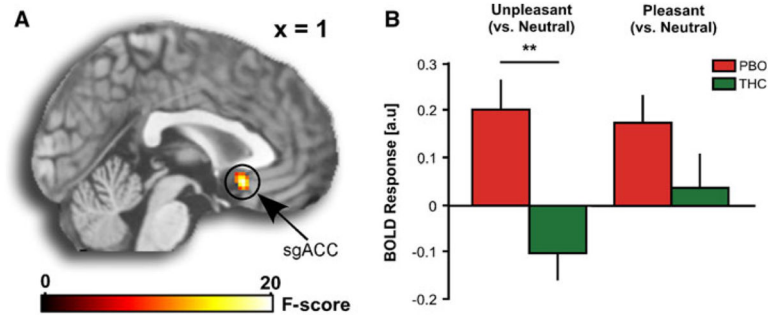 A
x = 1
sgACC
0
20
F-score
B
Unpleasant
(vs. Neutral)
Pleasant
(vs. Neutral)
**
PBO
THC
BOLD Response [a.u]
0.3
0.2
0.1
0
-0.1
-0.2